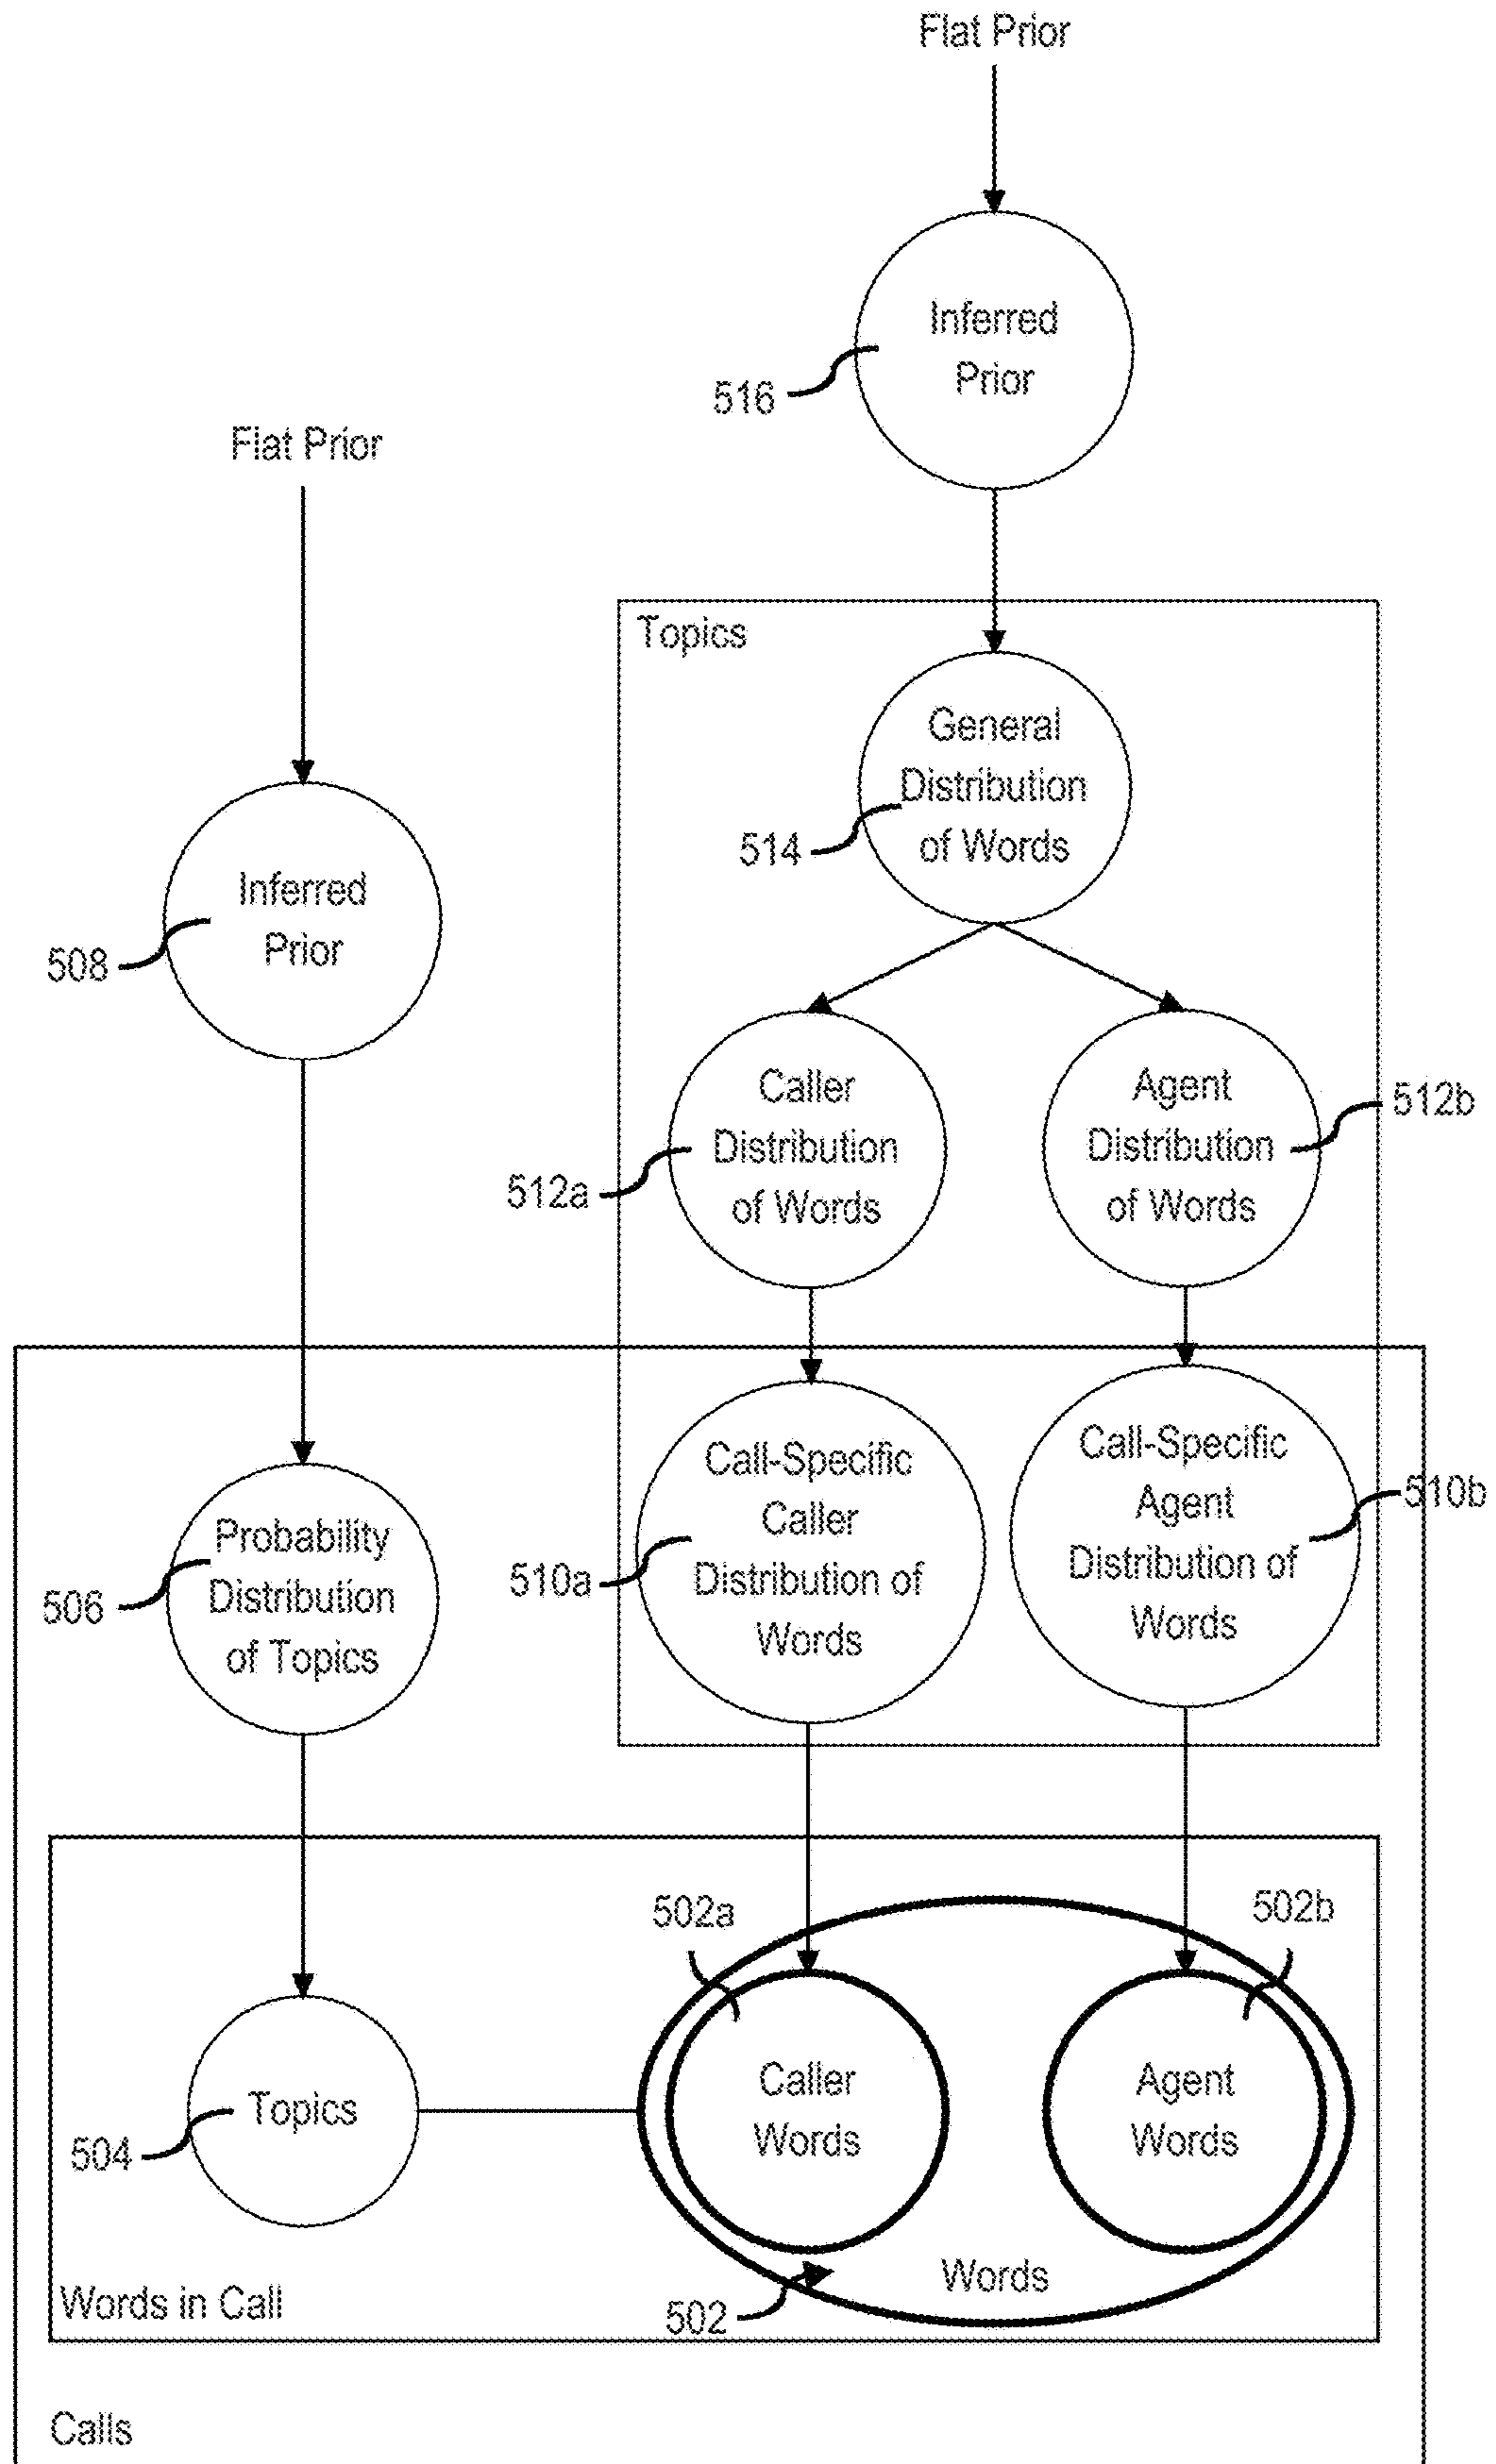 Flat Prior
Inferred
Prior
516
Flat Prior
Topics
General
Distribution
of Words
514
Inferred
Prior
508
Caller
Distribution
of Words
512a
Agent
Distribution
of Words
512b
Call-Specific
Caller
Distribution of
Words
510a
Call-Specific
Agent
Distribution of
Words
510b
Probability
Distribution
of Topics
506
502a
502b
Topics
504
Caller
Words
Agent
Words
Words
502
Words in Call
Calls